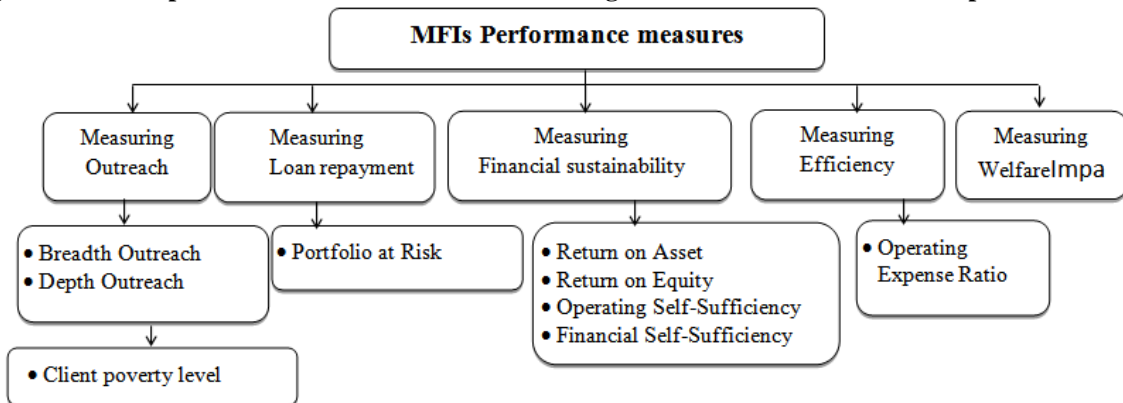 MFIs Performance measures
Measuring
Outreach
Measuring
Loan repayment
Measuring
Financial sustainability
Measuring
Efficiency
Measuring
WelfareImpa
• Breadth Outreach
• Depth Outreach
• Portfolio at Risk
• Return on Asset
• Return on Equity
• Operating Self-Sufficiency
• Financial Self-Sufficiency
• Operating
Expense Ratio
• Client poverty level